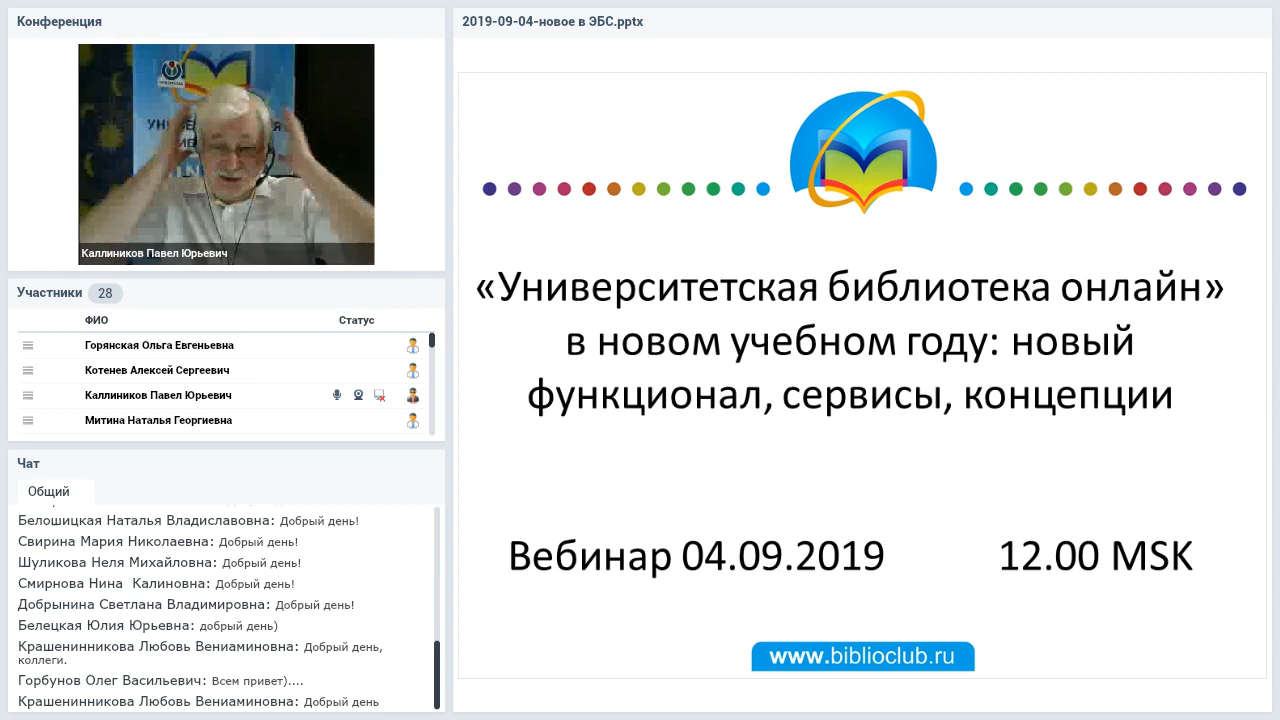 Конференция
Каллиников Павел Юрьевич
Участники 28
ФИО Статус
Горянская Ольга Евгеньевна
Котенев Алексей Сергеевич
Каллиников Павел Юрьевич
Митина Наталья Георгиевна
Чат
Общий
Белошицкая Наталья Владиславовна: Добрый день!
Свирина Мария Николаевна: Добрый день!
Шуликова Неля Михайловна: Добрый день!
Смирнова Нина  Калиновна: Добрый день!
Добрынина Светлана Владимировна: Добрый день!
Белецкая Юлия Юрьевна: добрый день)
Крашенинникова Любовь Вениаминовна: Добрый день,
коллеги.
Горбунов Олег Васильевич: Всем привет)....
Крашенинникова Любовь Вениаминовна: Добрый день
2019-09-04-новое в ЭБС.pptx
«Университетская библиотека онлайн»
в новом учебном году: новый
функционал, сервисы, концепции
Вебинар 04.09.2019 12.00 MSK
www.biblioclub.ru